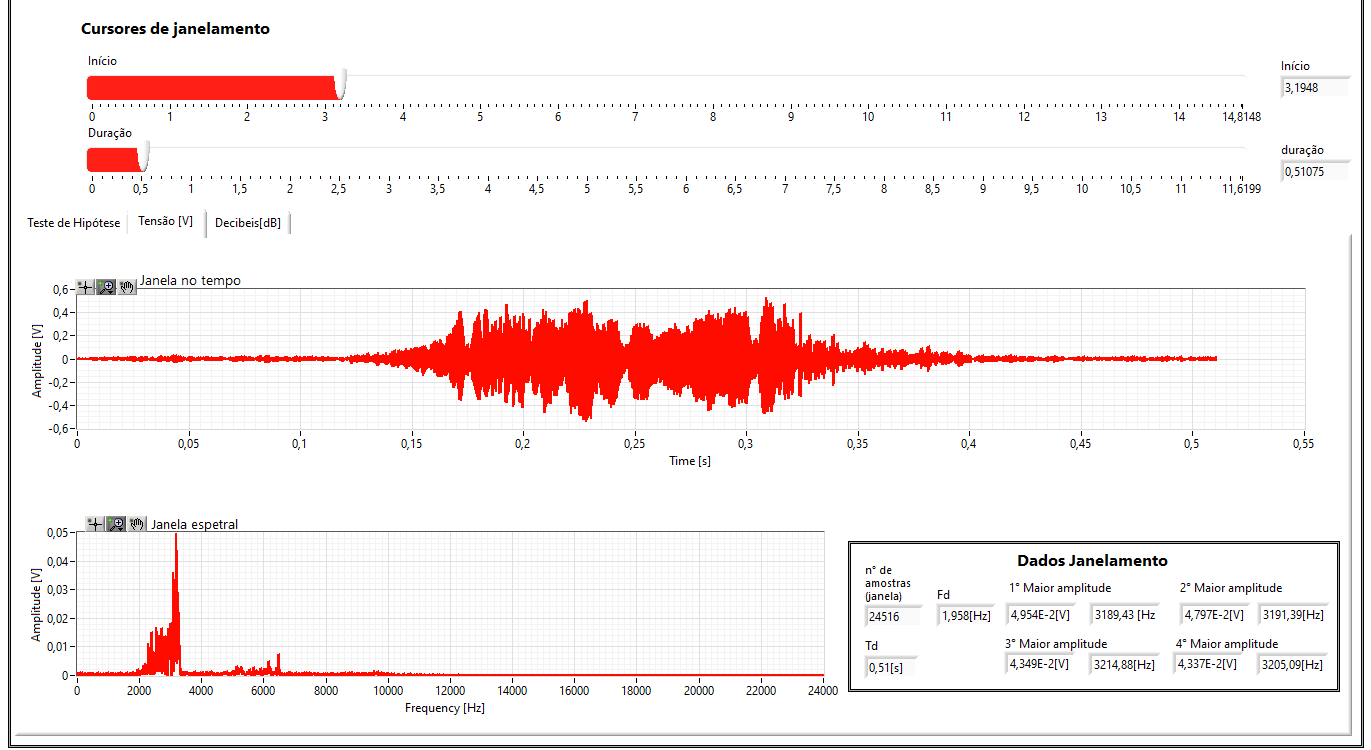 Cursores de janelamento
Início
0 1 2 3 4 5 6 7 8 9 10 11 12 13 14 14,8148
Início
3,1948
Duração
0 0,5 1 1,5 2 2,5 3 3,5 4 4,5 5 5,5 6 6,5 7 7,5 8 8,5 9 9,5 10 10,5 11 11,6199
duração
0,51075
Teste de Hipótese Tensão [V] Decibeis[dB]
Janela no tempo
Amplitude [V]
0,6
0,4
0,2
0
-0,2
-0,4
-0,6
0 0,05 0,1 0,15 0,2 0,25 0,3 0,35 0,4 0,45 0,5 0,55
Time [s]
Janela espetral
Amplitude [V]
0,05
0,04
0,03
0,02
0,01
0
0 2000 4000 6000 8000 10000 12000 14000 16000 18000 20000 22000 24000
Frequency [Hz]
Dados Janelamento
n° de
amostras
(janela)
24516
Fd
1,958[Hz]
1° Maior amplitude
4,954E-2[V] 3189,43 [Hz
2° Maior amplitude
4,797E-2[V] 3191,39[Hz]
Td
0,51[s]
3° Maior amplitude
4,349E-2[V] 3214,88[Hz]
4° Maior amplitude
4,337E-2[V] 3205,09[Hz]